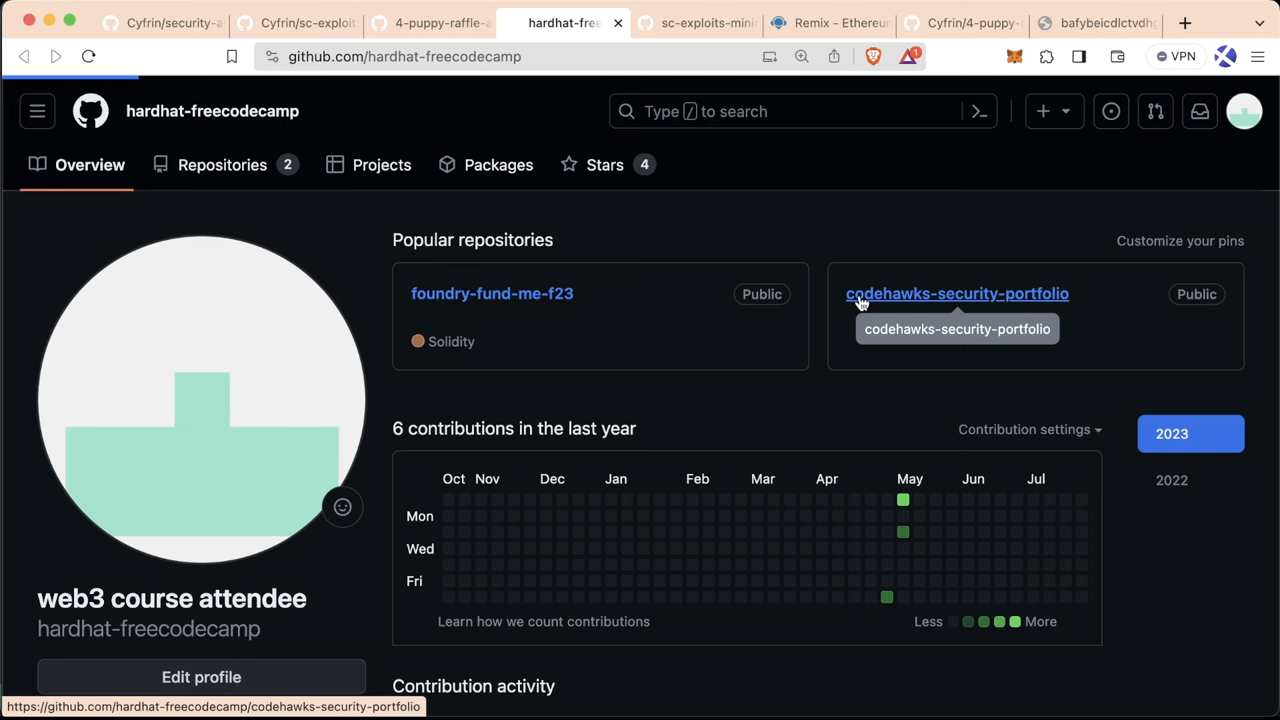 Cyfrin/security-a
Cyfrin/sc-exploit
4-puppy-raffle-a
hardhat-free
sc-exploits-mini
Remix - Ethereu
Cyfrin/4-puppy-
bafybeicdlctvdhg
github.com/hardhat-freecodecamp
1
VPN
hardhat-freecodecamp
Type / to search
Overview
Repositories 2
Projects
Packages
Stars 4
Popular repositories
Customize your pins
foundry-fund-me-f23
Public
Solidity
codehawks-security-portfolio
Public
codehawks-security-portfolio
6 contributions in the last year
Contribution settings
2023
2022
Oct Nov Dec Jan Feb Mar Apr May Jun Jul
Mon
Wed
Fri
Learn how we count contributions
Less More
web3 course attendee
hardhat-freecodecamp
Edit profile
Contribution activity
https://github.com/hardhat-freecodecamp/codehawks-security-portfolio